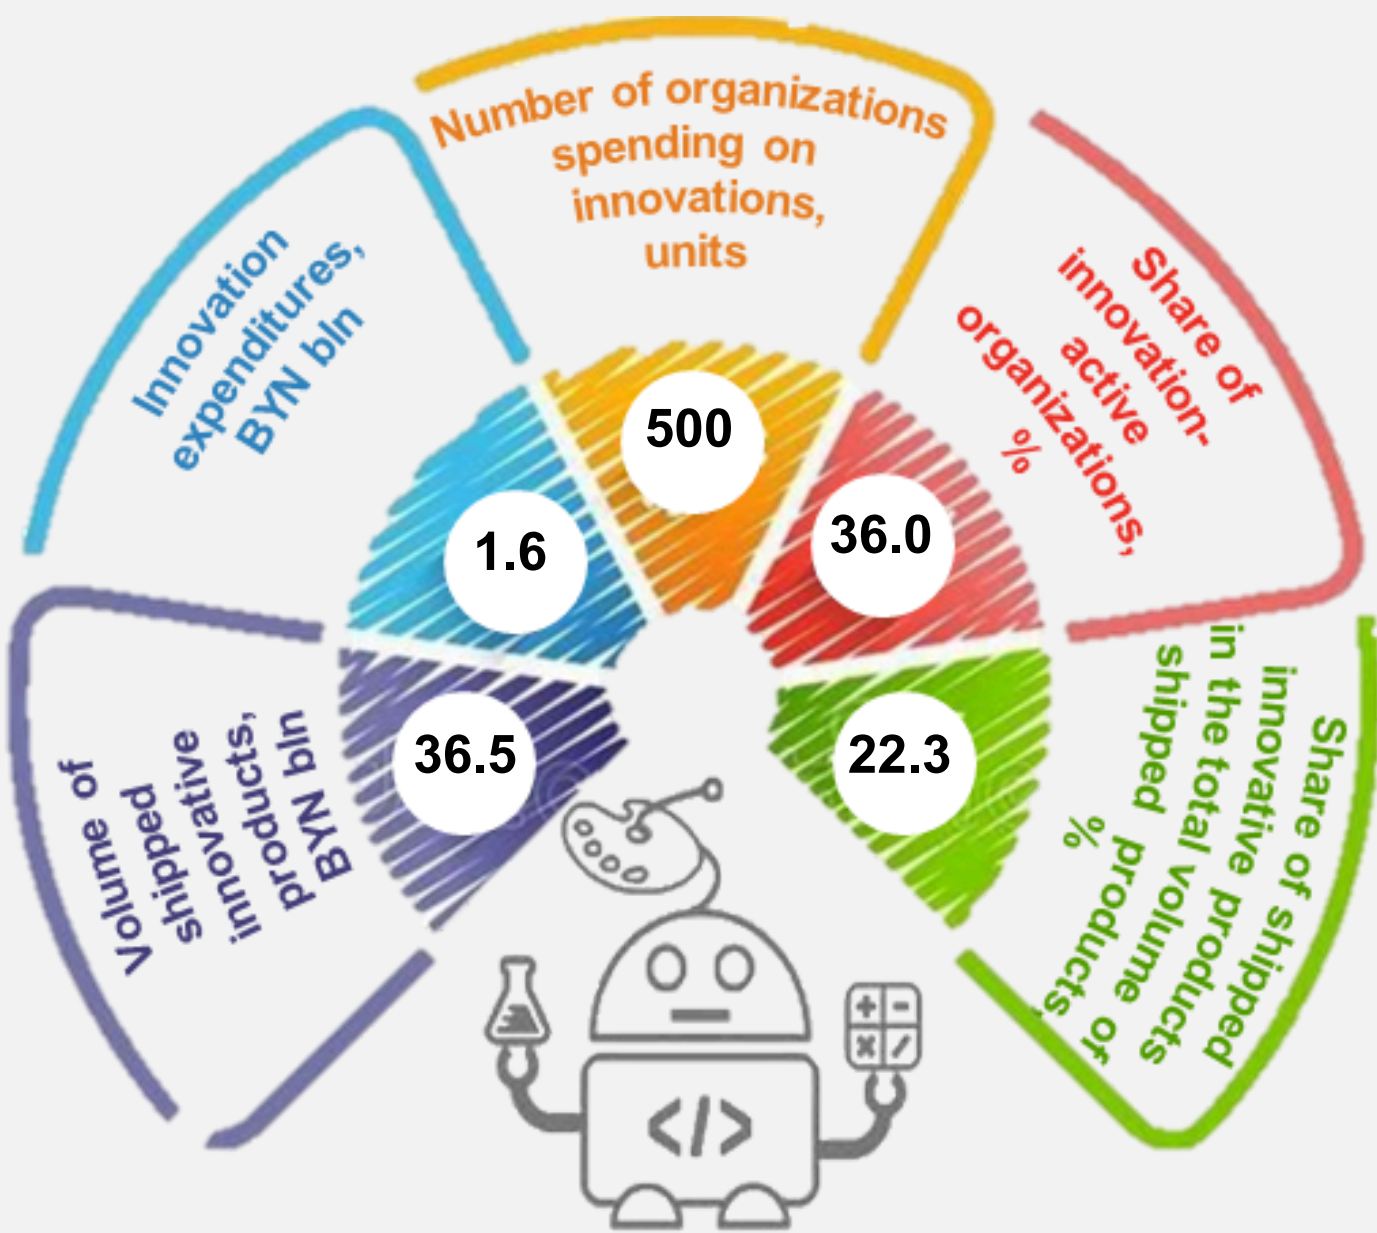 Number of organizations
spending on
innovations,
units
500
Innovation
expenditures,
BYN bln
1.6
Share of
innovation-
active
organizations,
%
36.0
Volume of
shipped
innovative
products,
BYN bln
36.5
Share of shipped
innovative products
in the total volume of
shipped products,
%
22.3
+ -
× /
</>